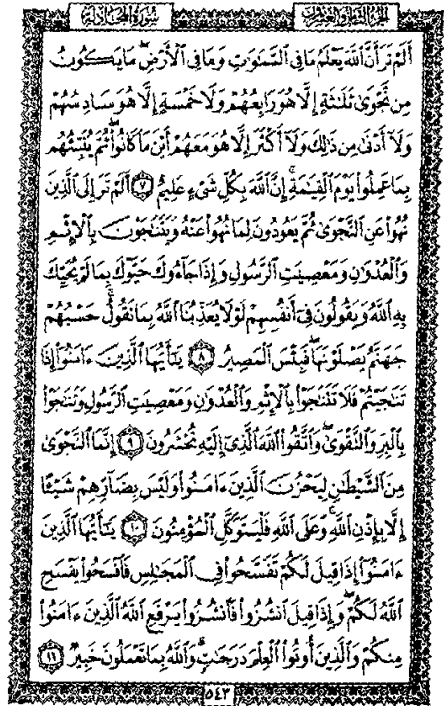 الجزء الثامن والعشرون
سورة المجادلة
أَلَمْ تَرَ أَنَّ ٱللَّهَ يَعْلَمُ مَا فِى ٱلسَّمَٰوَٰتِ وَمَا فِى ٱلْأَرْضِ ۖ مَا يَكُونُ
مِن نَّجْوَىٰ ثَلَٰثَةٍ إِلَّا هُوَ رَابِعُهُمْ وَلَا خَمْسَةٍ إِلَّا هُوَ سَادِسُهُمْ
وَلَآ أَدْنَىٰ مِن ذَٰلِكَ وَلَآ أَكْثَرَ إِلَّا هُوَ مَعَهُمْ أَيْنَ مَا كَانُوا۟ ۖ ثُمَّ يُنَبِّئُهُم
بِمَا عَمِلُوا۟ يَوْمَ ٱلْقِيَٰمَةِ ۚ إِنَّ ٱللَّهَ بِكُلِّ شَىْءٍ عَلِيمٌ ٧ أَلَمْ تَرَ إِلَى ٱلَّذِينَ
نُهُوا۟ عَنِ ٱلنَّجْوَىٰ ثُمَّ يَعُودُونَ لِمَا نُهُوا۟ عَنْهُ وَيَتَنَٰجَوْنَ بِٱلْإِثْمِ
وَٱلْعُدْوَٰنِ وَمَعْصِيَتِ ٱلرَّسُولِ وَإِذَا جَآءُوكَ حَيَّوْكَ بِمَا لَمْ يُحَيِّكَ
بِهِ ٱللَّهُ وَيَقُولُونَ فِىٓ أَنفُسِهِمْ لَوْلَا يُعَذِّبُنَا ٱللَّهُ بِمَا نَقُولُ ۚ حَسْبُهُمْ
جَهَنَّمُ يَصْلَوْنَهَا ۖ فَبِئْسَ ٱلْمَصِيرُ ٨ يَٰٓأَيُّهَا ٱلَّذِينَ ءَامَنُوٓا۟ إِذَا
تَنَٰجَيْتُمْ فَلَا تَتَنَٰجَوْا۟ بِٱلْإِثْمِ وَٱلْعُدْوَٰنِ وَمَعْصِيَتِ ٱلرَّسُولِ وَتَنَٰجَوْا۟
بِٱلْبِرِّ وَٱلتَّقْوَىٰ ۖ وَٱتَّقُوا۟ ٱللَّهَ ٱلَّذِىٓ إِلَيْهِ تُحْشَرُونَ ٩ إِنَّمَا ٱلنَّجْوَىٰ
مِنَ ٱلشَّيْطَٰنِ لِيَحْزُنَ ٱلَّذِينَ ءَامَنُوا۟ وَلَيْسَ بِضَآرِّهِمْ شَيْـًٔا
إِلَّا بِإِذْنِ ٱللَّهِ ۚ وَعَلَى ٱللَّهِ فَلْيَتَوَكَّلِ ٱلْمُؤْمِنُونَ ١٠ يَٰٓأَيُّهَا ٱلَّذِينَ
ءَامَنُوٓا۟ إِذَا قِيلَ لَكُمْ تَفَسَّحُوا۟ فِى ٱلْمَجَٰلِسِ فَٱفْسَحُوا۟ يَفْسَحِ
ٱللَّهُ لَكُمْ ۖ وَإِذَا قِيلَ ٱنشُزُوا۟ فَٱنشُزُوا۟ يَرْفَعِ ٱللَّهُ ٱلَّذِينَ ءَامَنُوا۟
مِنكُمْ وَٱلَّذِينَ أُوتُوا۟ ٱلْعِلْمَ دَرَجَٰتٍ ۚ وَٱللَّهُ بِمَا تَعْمَلُونَ خَبِيرٌ ١١
٥٤٣